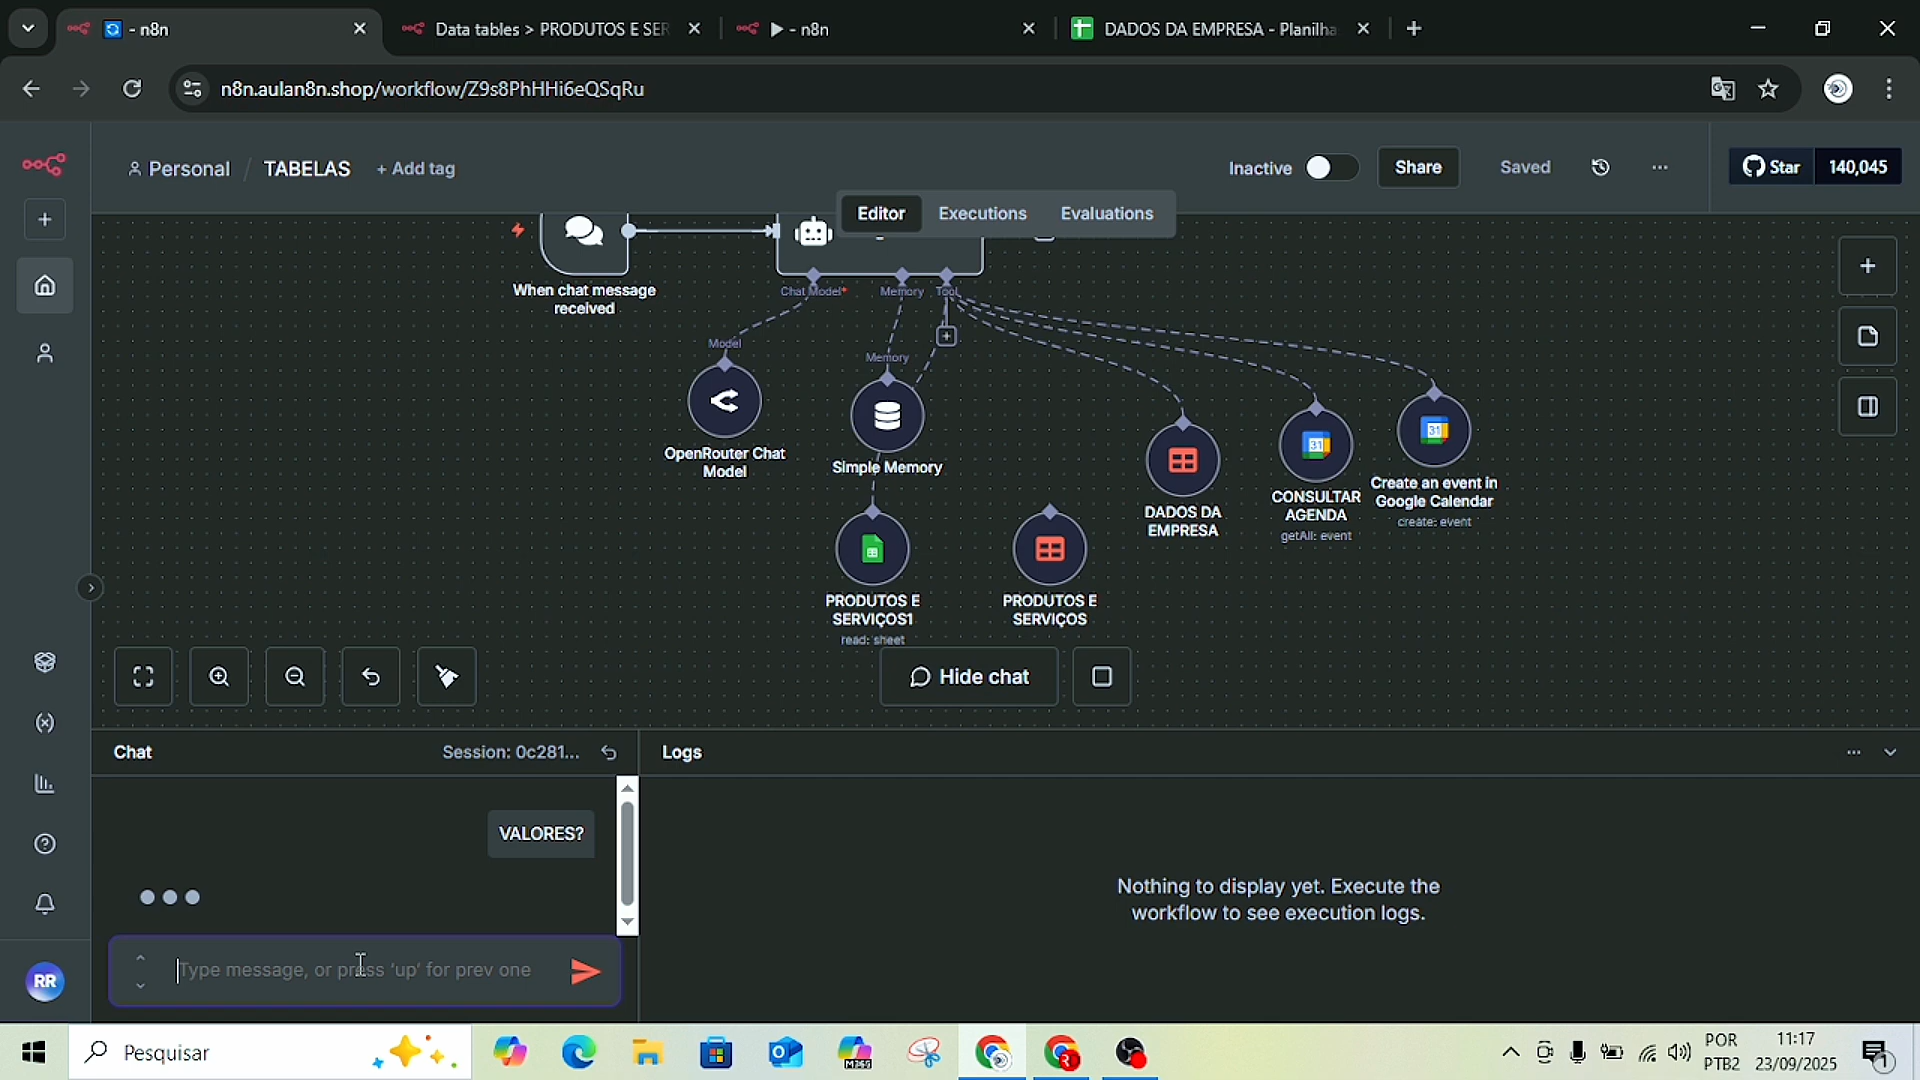 - n8n
Data tables > PRODUTOS E SER
- n8n
DADOS DA EMPRESA - Planilha
n8n.aulan8n.shop/workflow/Z9s8PhHHi6eQSqRu
Personal / TABELAS + Add tag
Inactive
Share
Saved
Star 140,045
Editor
Executions
Evaluations
When chat message
received
Chat Model*
Memory
Tool
Model
Memory
OpenRouter Chat
Model
Simple Memory
DADOS DA
EMPRESA
CONSULTAR
AGENDA
getAll: event
Create an event in
Google Calendar
create: event
PRODUTOS E
SERVIÇOS1
read: sheet
PRODUTOS E
SERVIÇOS
Hide chat
Chat
Session: 0c281...
Logs
VALORES?
Nothing to display yet. Execute the
workflow to see execution logs.
Type message, or press 'up' for prev one
RR
Pesquisar
M365
R
POR
PTB2
11:17
23/09/2025
1